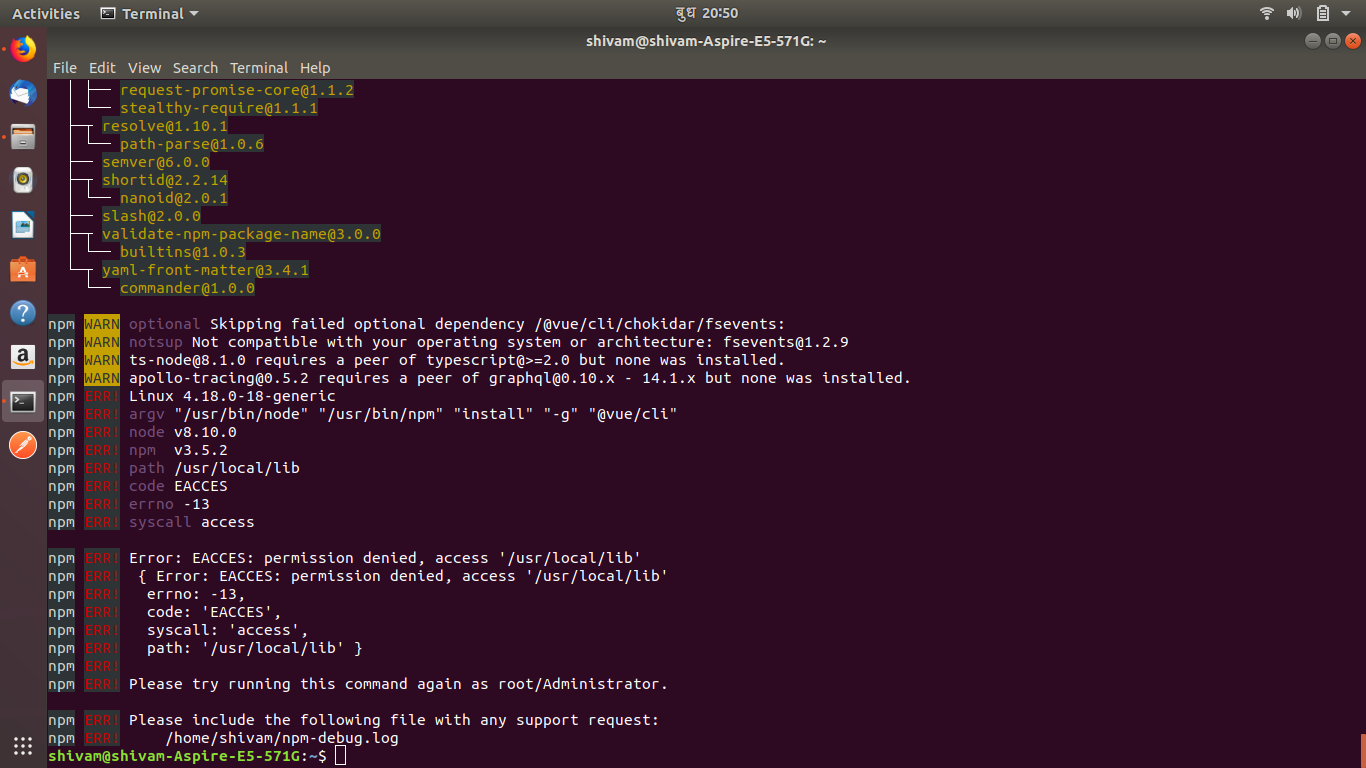 Activities Terminal बुध 20:50
shivam@shivam-Aspire-E5-571G: ~
File Edit View Search Terminal Help
request-promise-core@1.1.2
stealthy-require@1.1.1
resolve@1.10.1
path-parse@1.0.6
semver@6.0.0
shortid@2.2.14
nanoid@2.0.1
slash@2.0.0
validate-npm-package-name@3.0.0
builtins@1.0.3
yaml-front-matter@3.4.1
commander@1.0.0
npm WARN optional Skipping failed optional dependency /@vue/cli/chokidar/fsevents:
npm WARN notsup Not compatible with your operating system or architecture: fsevents@1.2.9
npm WARN ts-node@8.1.0 requires a peer of typescript@>=2.0 but none was installed.
npm WARN apollo-tracing@0.5.2 requires a peer of graphql@0.10.x - 14.1.x but none was installed.
npm ERR! Linux 4.18.0-18-generic
npm ERR! argv "/usr/bin/node" "/usr/bin/npm" "install" "-g" "@vue/cli"
npm ERR! node v8.10.0
npm ERR! npm  v3.5.2
npm ERR! path /usr/local/lib
npm ERR! code EACCES
npm ERR! errno -13
npm ERR! syscall access
npm ERR! Error: EACCES: permission denied, access '/usr/local/lib'
npm ERR!  { Error: EACCES: permission denied, access '/usr/local/lib'
npm ERR!   errno: -13,
npm ERR!   code: 'EACCES',
npm ERR!   syscall: 'access',
npm ERR!   path: '/usr/local/lib' }
npm ERR!
npm ERR! Please try running this command again as root/Administrator.
npm ERR! Please include the following file with any support request:
npm ERR!     /home/shivam/npm-debug.log
shivam@shivam-Aspire-E5-571G:~$